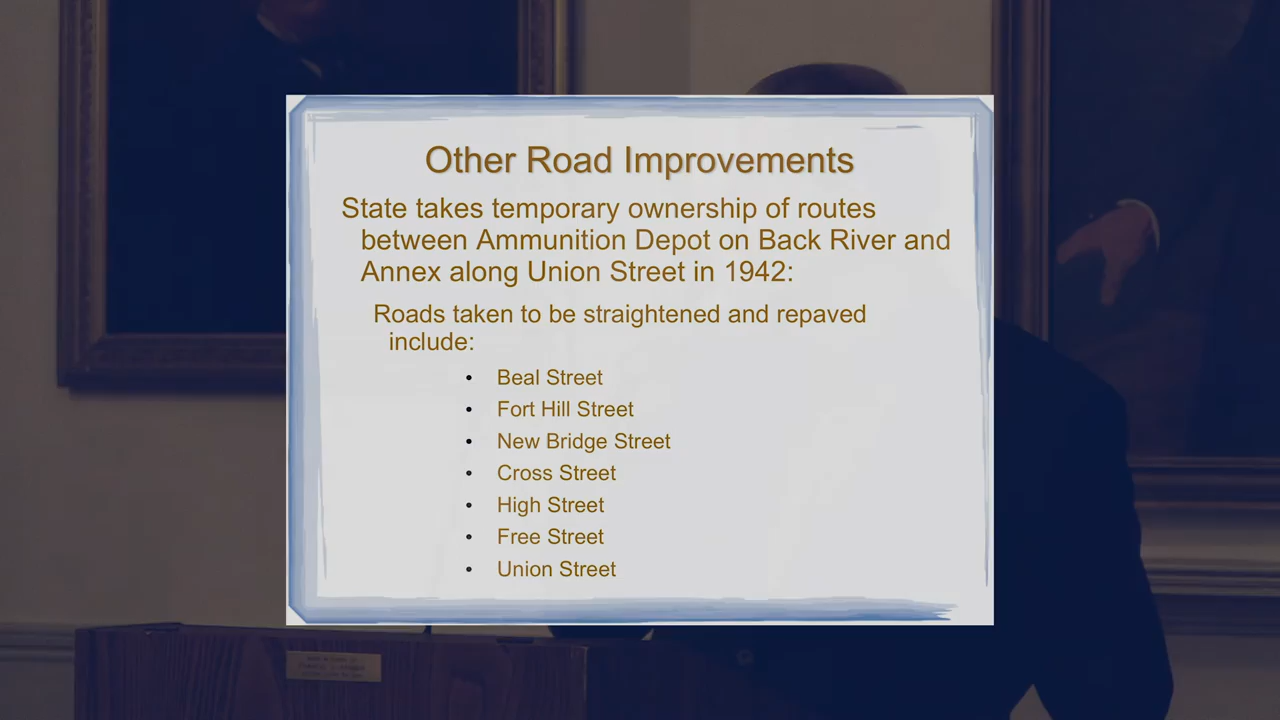 Other Road Improvements
State takes temporary ownership of routes
between Ammunition Depot on Back River and
Annex along Union Street in 1942:
Roads taken to be straightened and repaved
include:
• Beal Street
• Fort Hill Street
• New Bridge Street
• Cross Street
• High Street
• Free Street
• Union Street